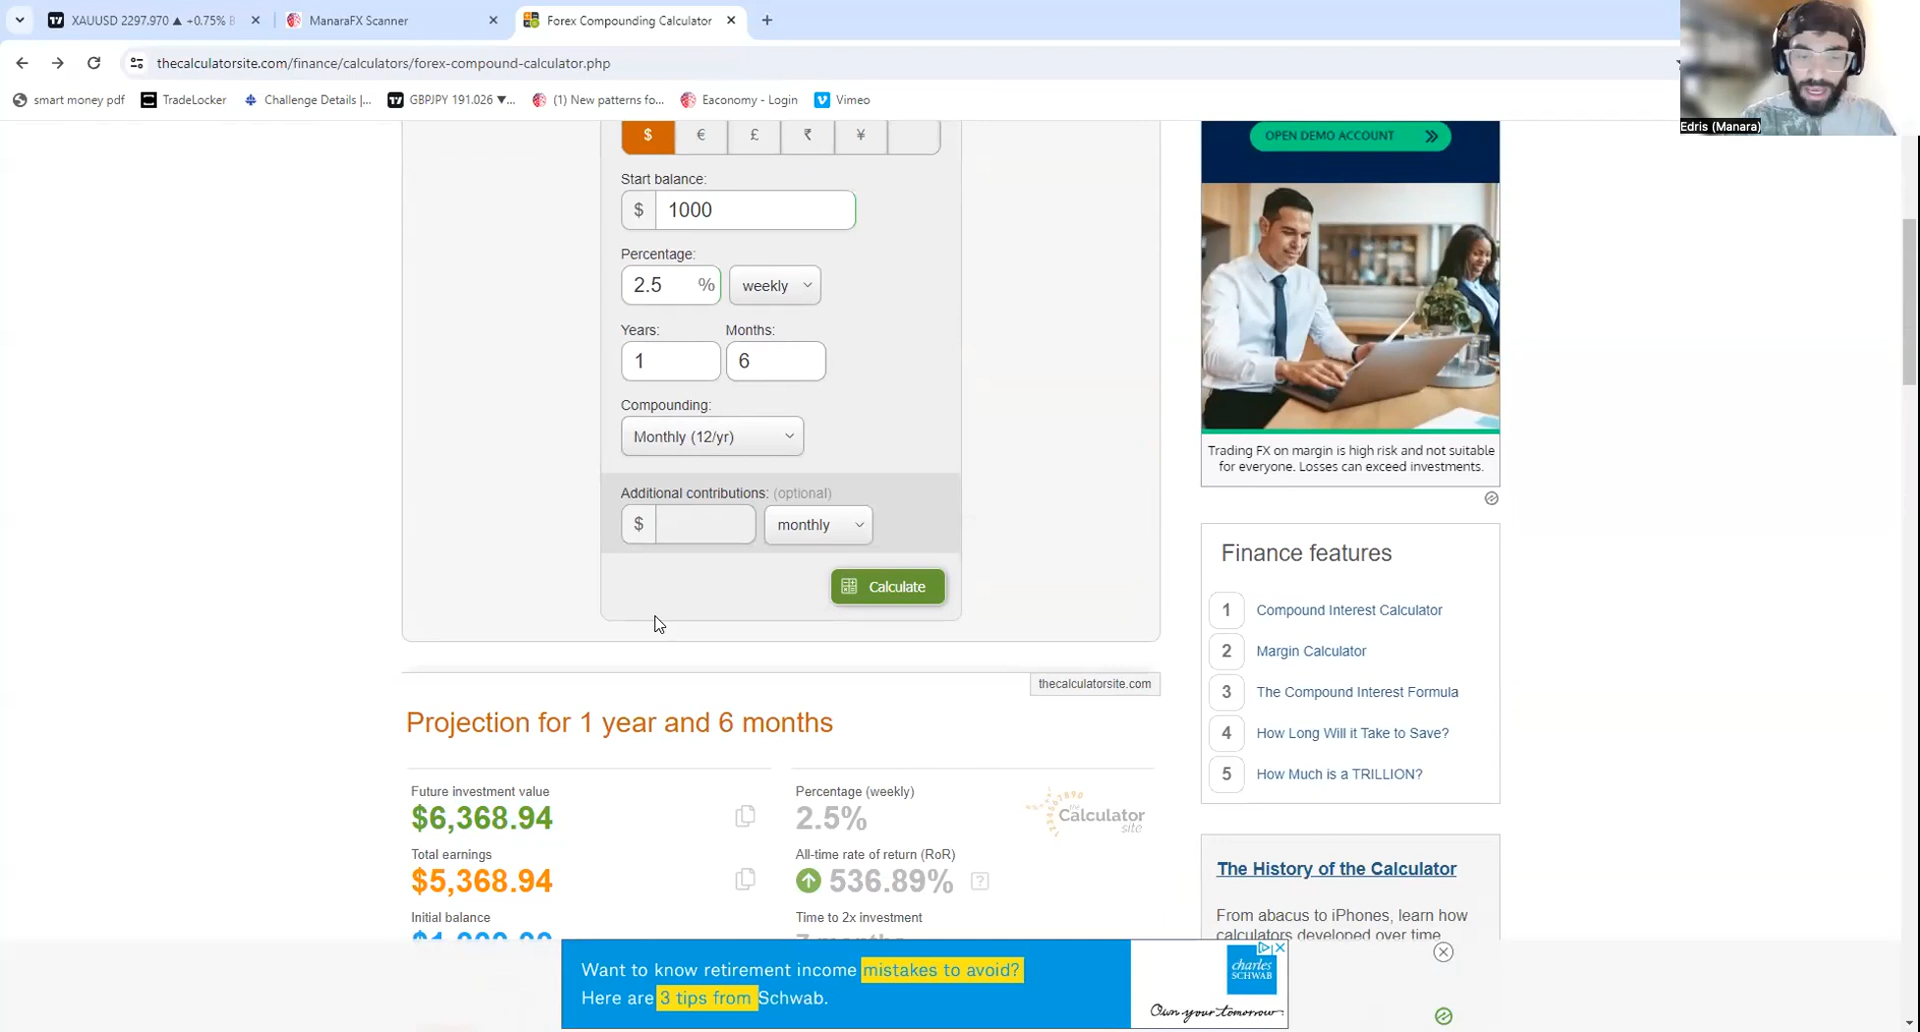 XAUUSD 2297.970 ▲ +0.75%
ManaraFX Scanner
Forex Compounding Calculator
thecalculatorsite.com/finance/calculators/forex-compound-calculator.php
smart money pdf
TradeLocker
Challenge Details |...
GBPJPY 191.026 ▼...
(1) New patterns fo...
Eaconomy - Login
Vimeo
Edris (Manara)
$ € £ ₹ ¥
Start balance:
$ 1000
Percentage:
2.5 % weekly
Years: Months:
1 6
Compounding:
Monthly (12/yr)
Additional contributions: (optional)
$ monthly
Calculate
thecalculatorsite.com
Projection for 1 year and 6 months
Future investment value
$6,368.94
Total earnings
$5,368.94
Initial balance
Percentage (weekly)
2.5%
All-time rate of return (RoR)
536.89% ?
Time to 2x investment
the
Calculator
site
OPEN DEMO ACCOUNT
Trading FX on margin is high risk and not suitable
for everyone. Losses can exceed investments.
Finance features
1 Compound Interest Calculator
2 Margin Calculator
3 The Compound Interest Formula
4 How Long Will it Take to Save?
5 How Much is a TRILLION?
The History of the Calculator
From abacus to iPhones, learn how
calculators developed over time
Want to know retirement income mistakes to avoid?
Here are 3 tips from Schwab.
charles
SCHWAB
Own your tomorrow.